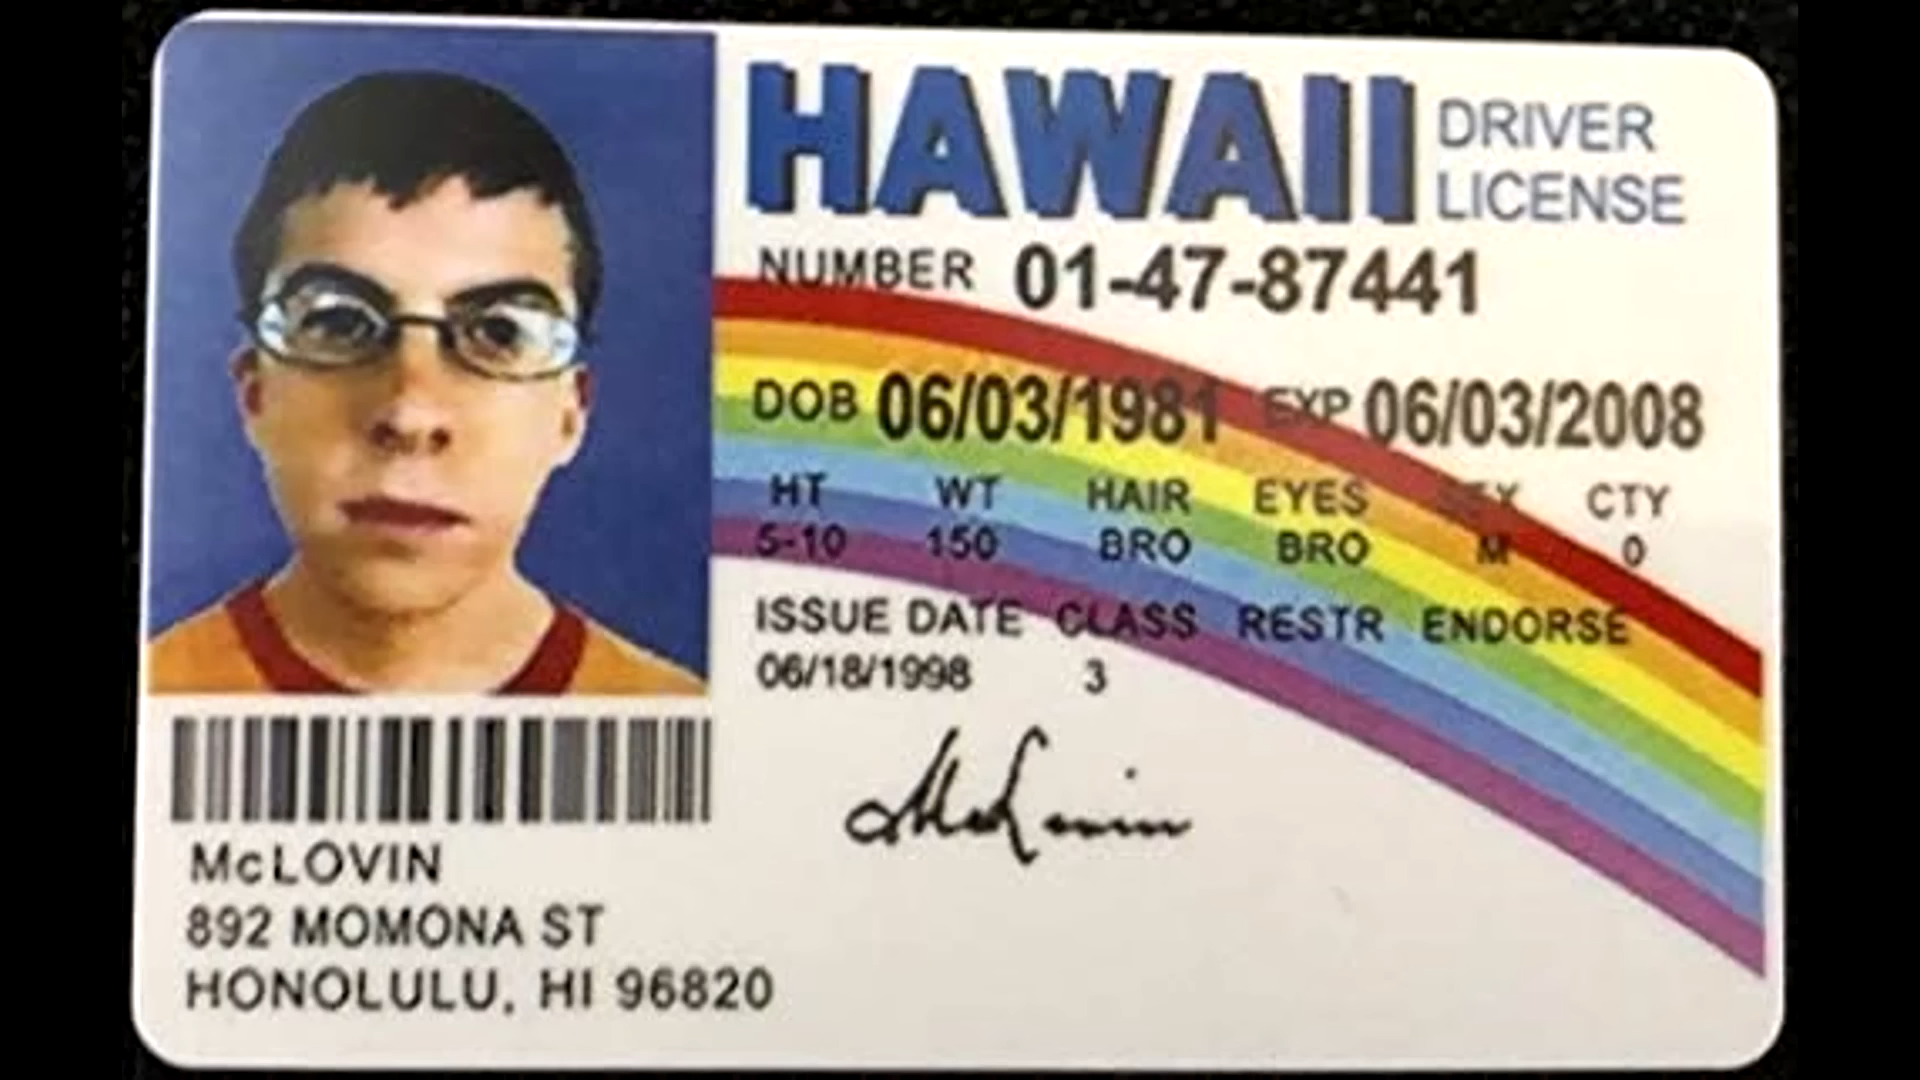 HAWAII DRIVER LICENSE
NUMBER 01-47-87441
DOB 06/03/1981 EXP 06/03/2008
HT WT HAIR EYES SEX CTY
5-10 150 BRO BRO M 0
ISSUE DATE CLASS RESTR ENDORSE
06/18/1998 3
McLovin
McLOVIN
892 MOMONA ST
HONOLULU, HI 96820